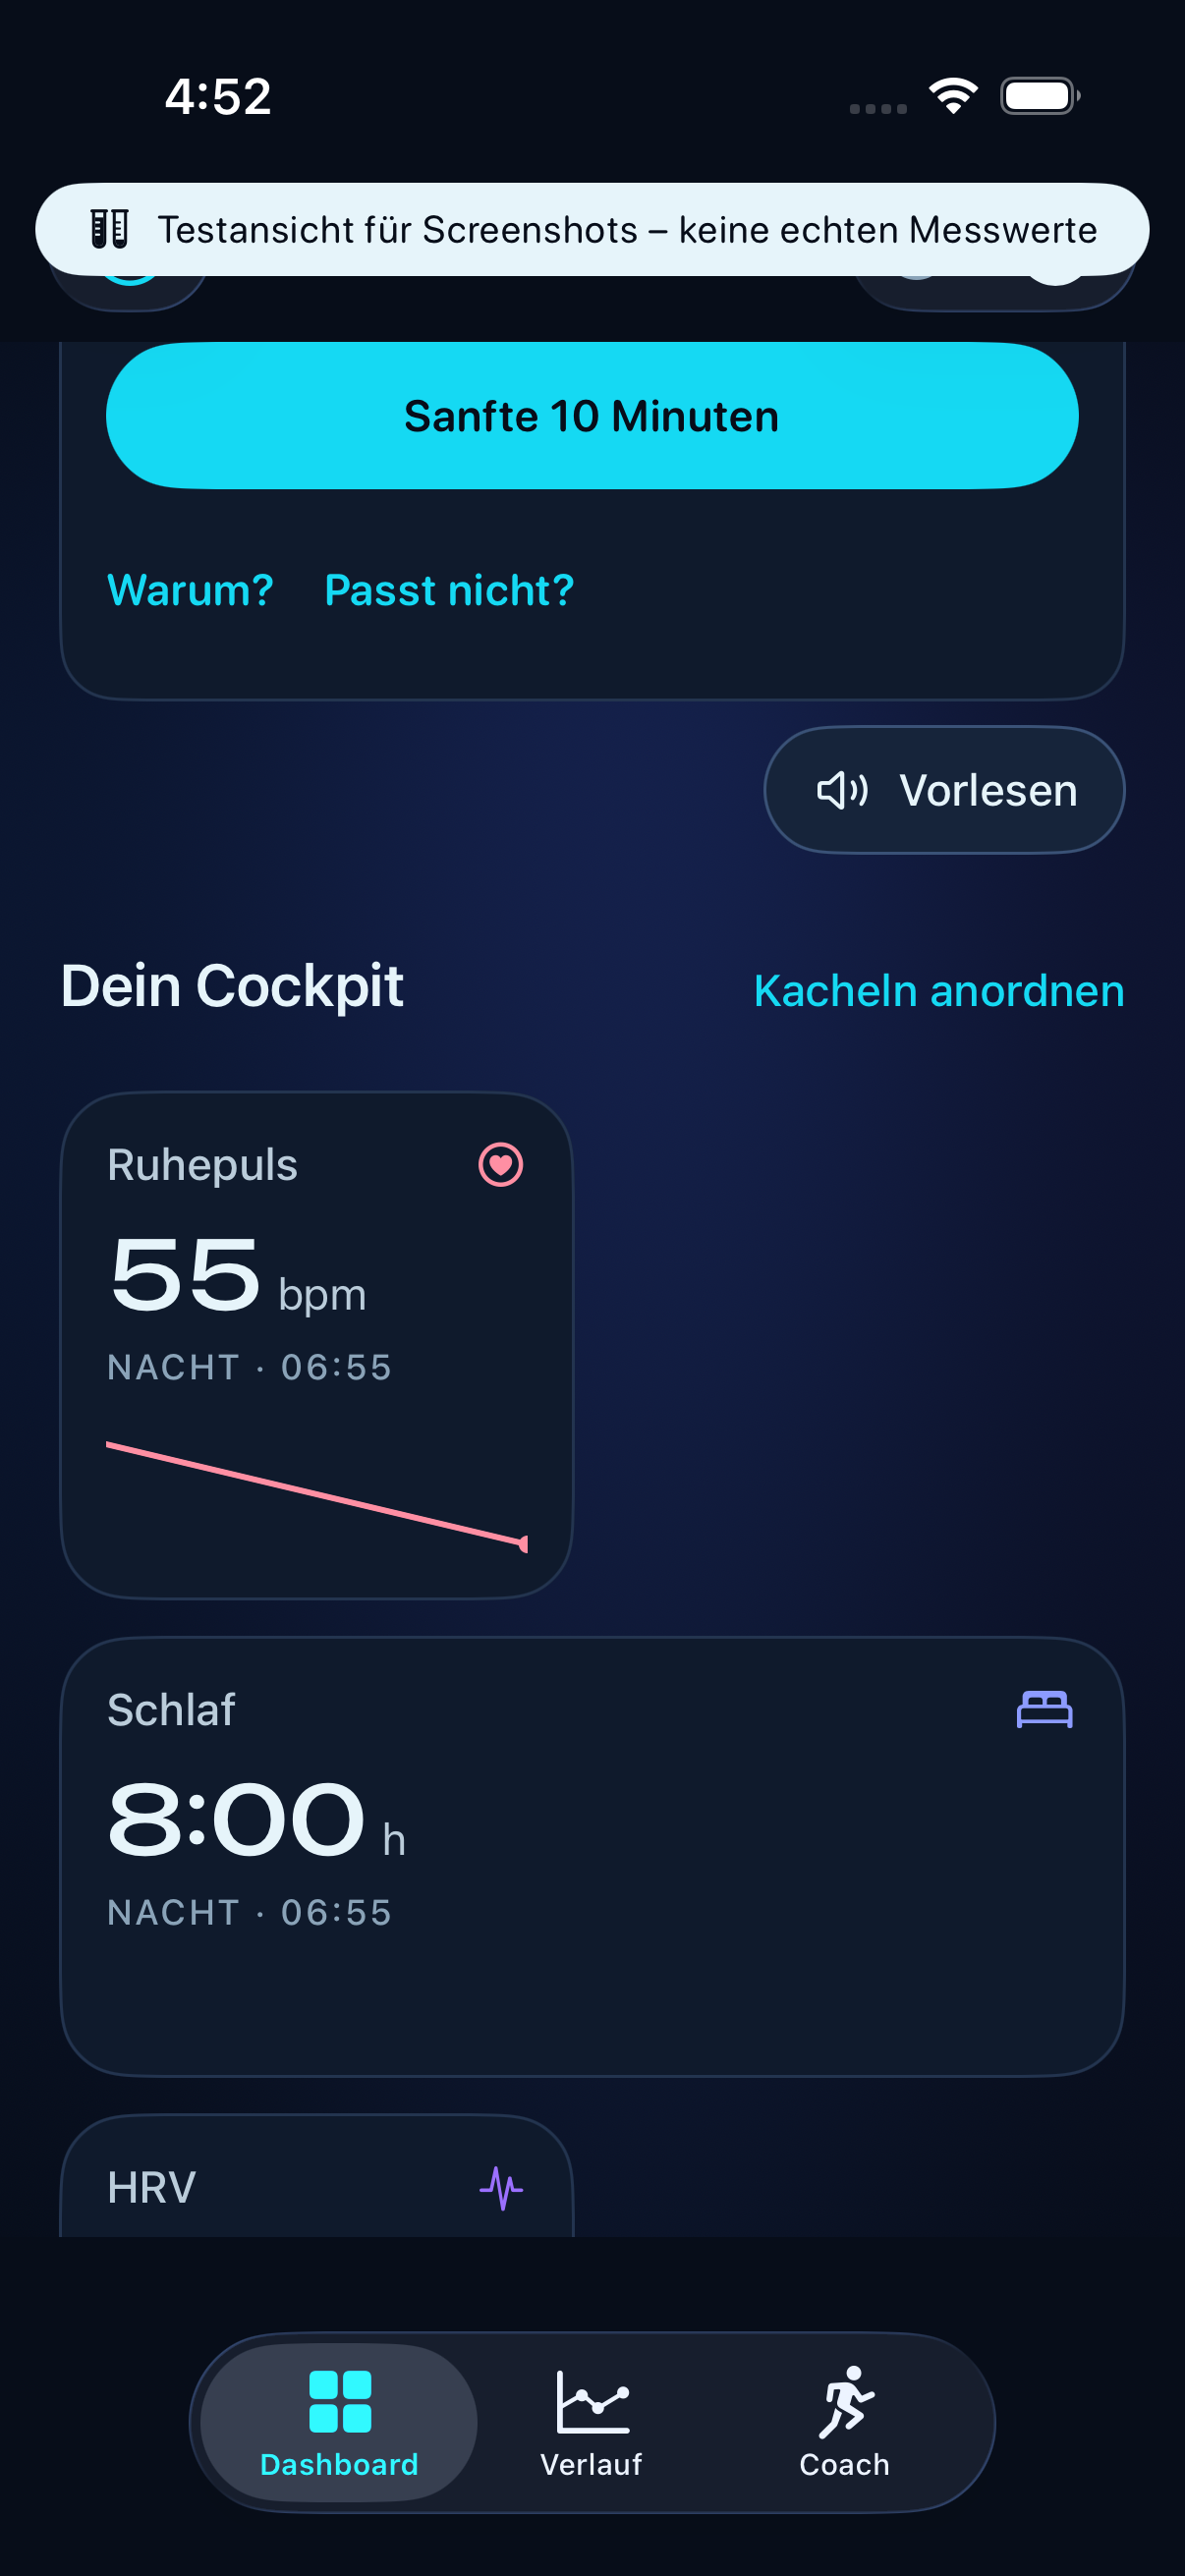 4:52
Testansicht für Screenshots – keine echten Messwerte
Sanfte 10 Minuten
Warum? Passt nicht?
Vorlesen
Dein Cockpit Kacheln anordnen
Ruhepuls
55 bpm
NACHT · 06:55
Schlaf
8:00 h
NACHT · 06:55
HRV
Dashboard Verlauf Coach